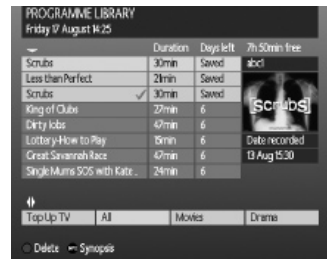 PROGRAMME LIBRARY
Friday 17 August 14:25
Duration Days left 7h 50min free
Scrubs 30min Saved abc1
Less than Perfect 21min Saved
Scrubs ✓ 30min Saved
King of Clubs 27min 6
[SCRUBS]
Dirty Jobs 47min 6
Lottery-How to Play 15min 6 Date recorded
Great Savannah Race 47min 6 13 Aug 15:30
Single Mums SOS with Kate.. 24min 6
Top Up TV All Movies Drama
Delete Synopsis